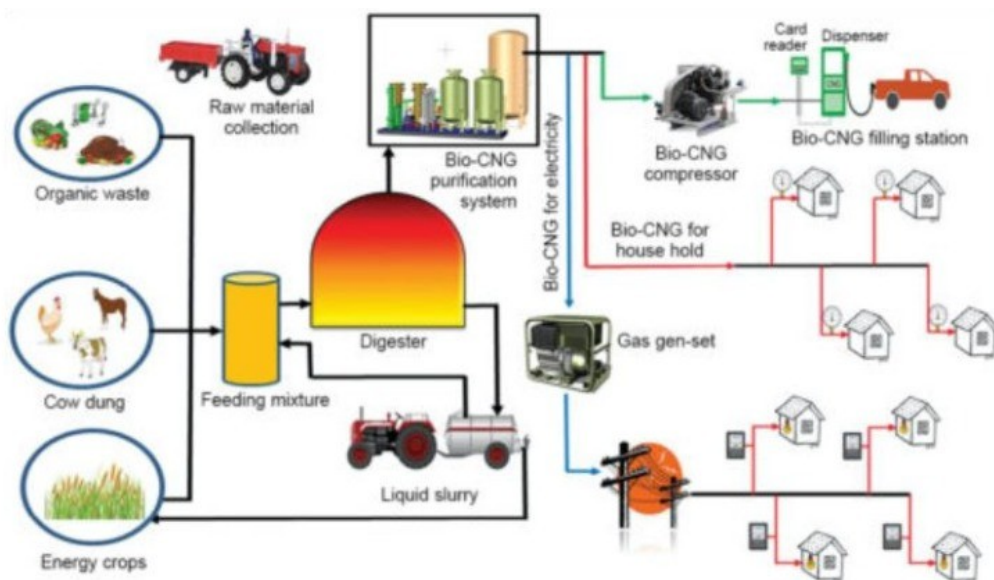 Raw material
collection
Organic waste
Bio-CNG
purification
system
Card
reader
Dispenser
CNG
Bio-CNG filling station
Bio-CNG
compressor
Bio-CNG for electricity
Bio-CNG for
house hold
Cow dung
Feeding mixture
Digester
Gas gen-set
Liquid slurry
Energy crops